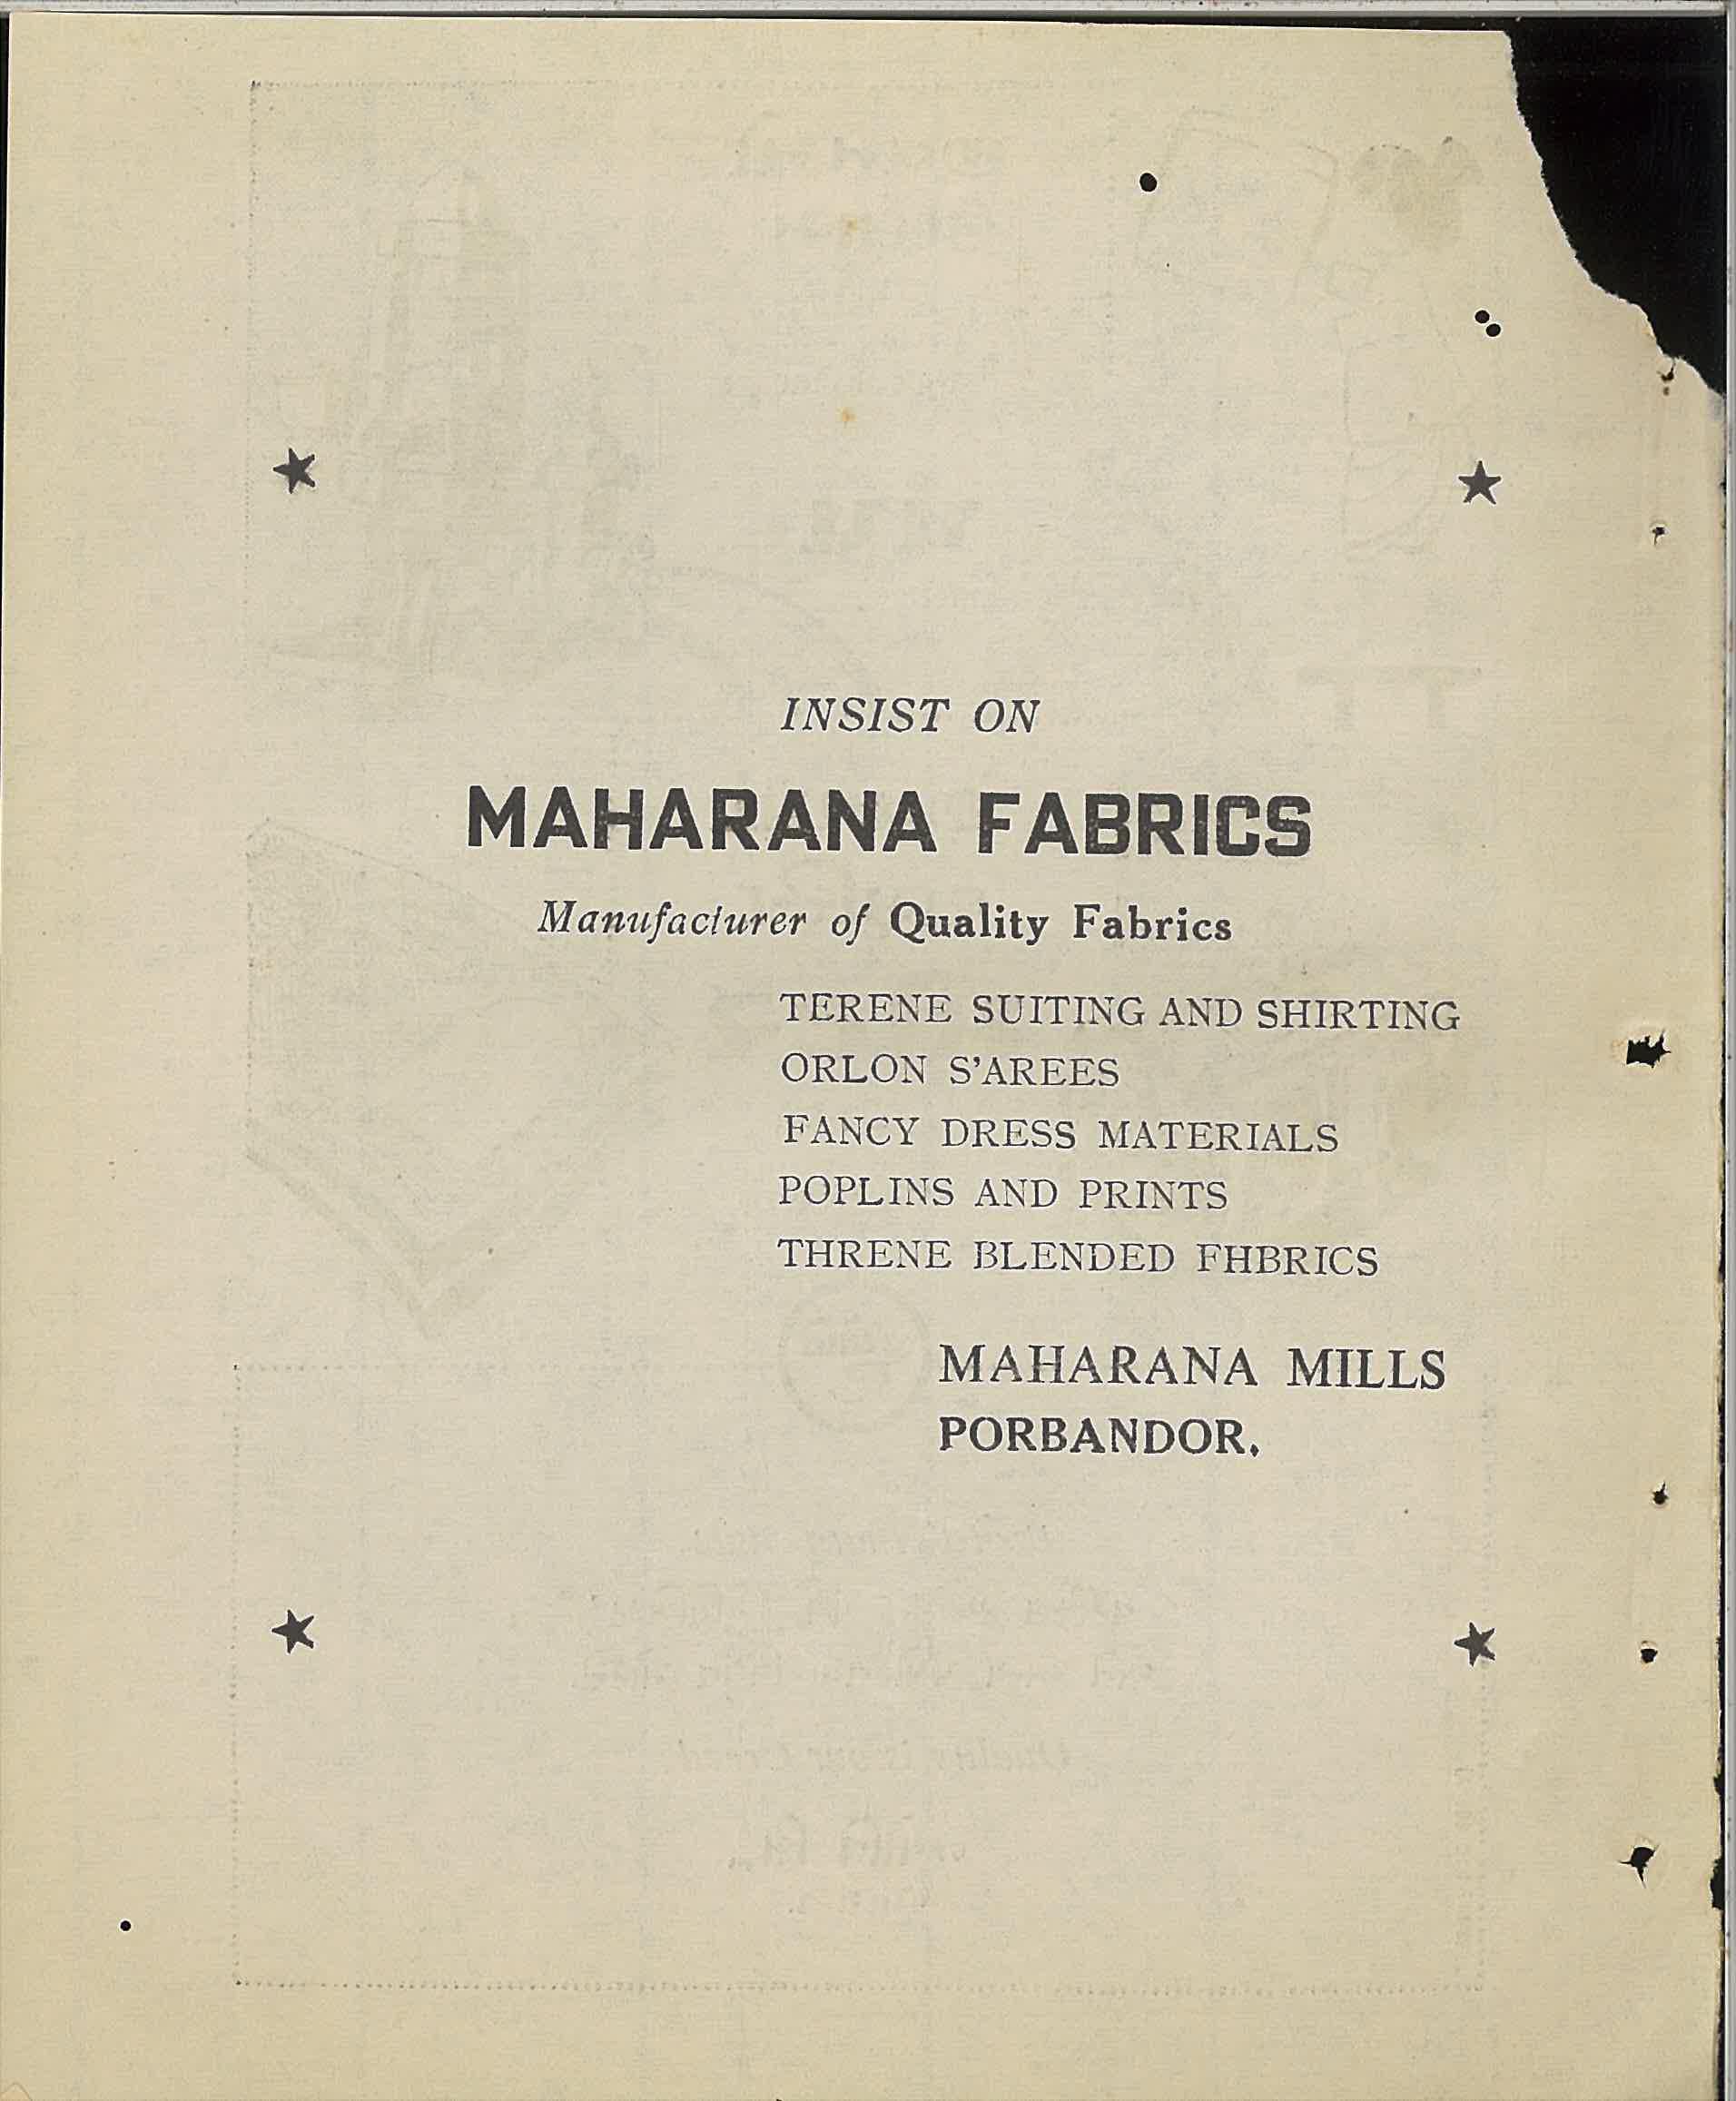 INSIST ON
MAHARANA FABRICS
Manufacturer of Quality Fabrics
TERENE SUITING AND SHIRTING
ORLON S'AREES
FANCY DRESS MATERIALS
POPLINS AND PRINTS
THRENE BLENDED FHBRICS
MAHARANA MILLS
PORBANDOR.